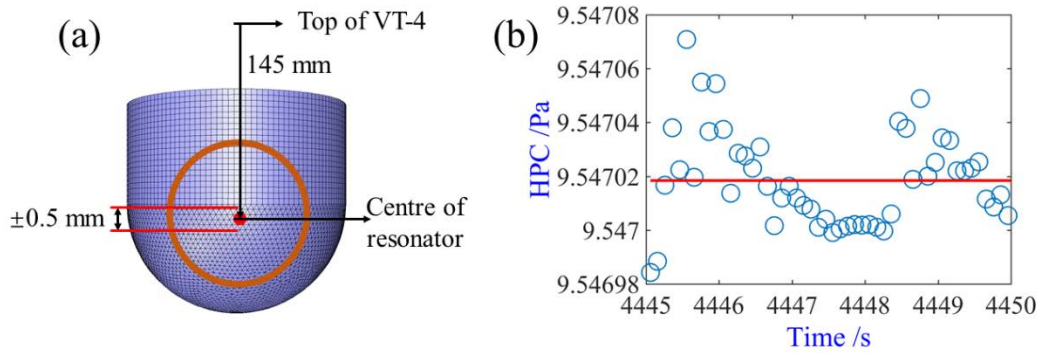 (a)
Top of VT-4
145 mm
±0.5 mm
Centre of
resonator
(b)
HPC /Pa
9.54708
9.54706
9.54704
9.54702
9.547
9.54698
4445 4446 4447 4448 4449 4450
Time /s